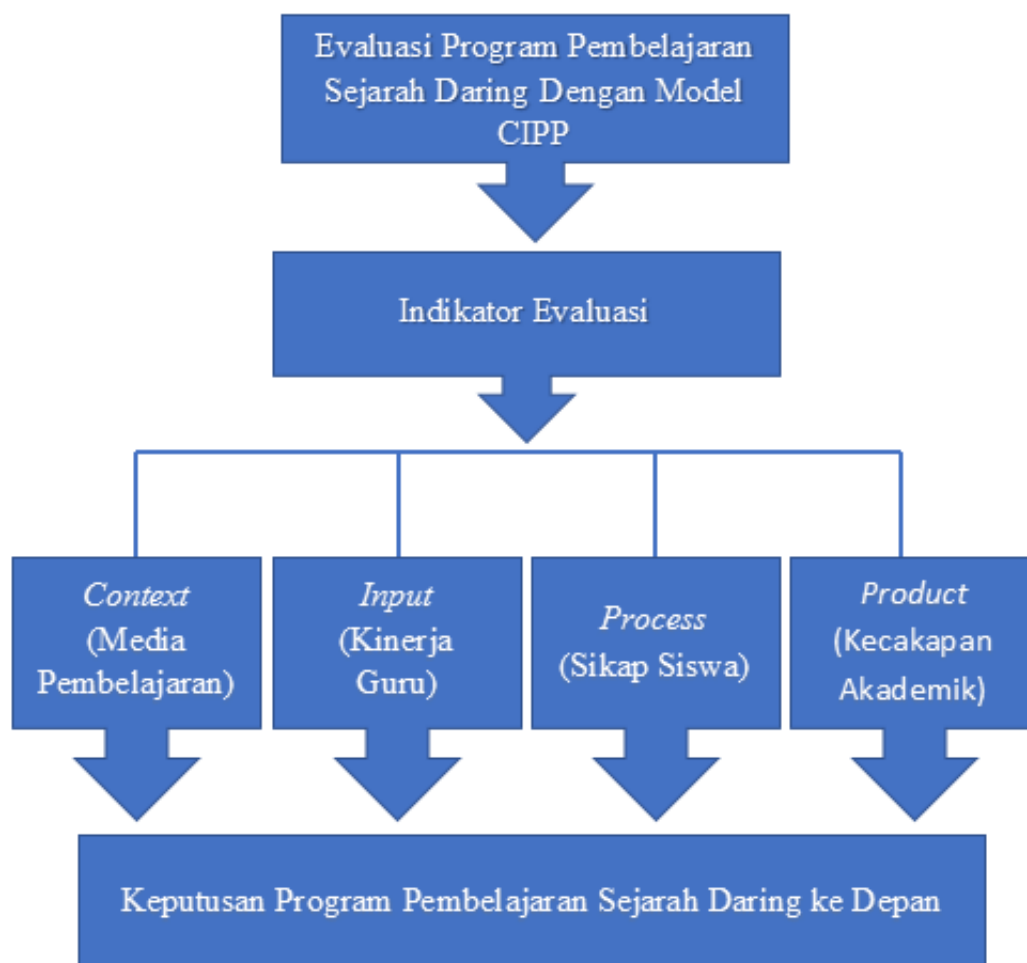 Evaluasi Program Pembelajaran
Sejarah Daring Dengan Model
CIPP
Indikator Evaluasi
Context
(Media
Pembelajaran)
Input
(Kinerja
Guru)
Process
(Sikap Siswa)
Product
(Kecakapan
Akademik)
Keputusan Program Pembelajaran Sejarah Daring ke Depan